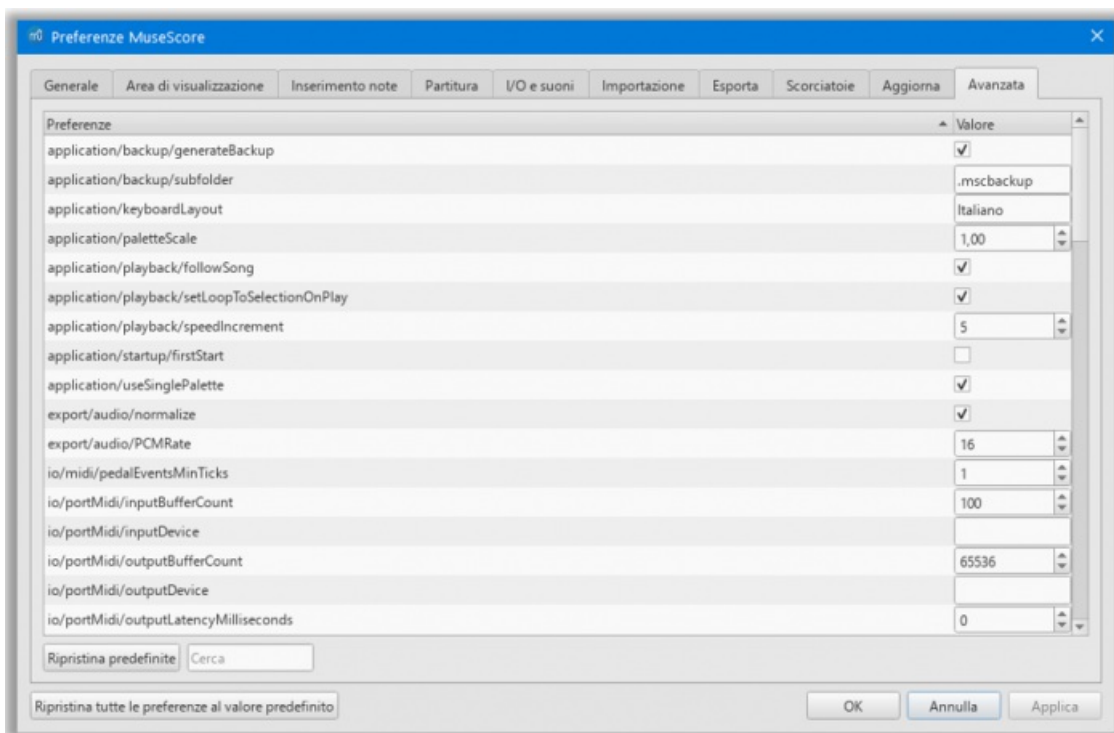 Preferenze MuseScore
Generale Area di visualizzazione Inserimento note Partitura I/O e suoni Importazione Esporta Scorciatoie Aggiorna Avanzata
Preferenze Valore
application/backup/generateBackup
application/backup/subfolder .mscbackup
application/keyboardLayout Italiano
application/paletteScale 1,00
application/playback/followSong
application/playback/setLoopToSelectionOnPlay
application/playback/speedIncrement 5
application/startup/firstStart
application/useSinglePalette
export/audio/normalize
export/audio/PCMRate 16
io/midi/pedalEventsMinTicks 1
io/portMidi/inputBufferCount 100
io/portMidi/inputDevice
io/portMidi/outputBufferCount 65536
io/portMidi/outputDevice
io/portMidi/outputLatencyMilliseconds 0
Ripristina predefinite Cerca
Ripristina tutte le preferenze al valore predefinito OK Annulla Applica